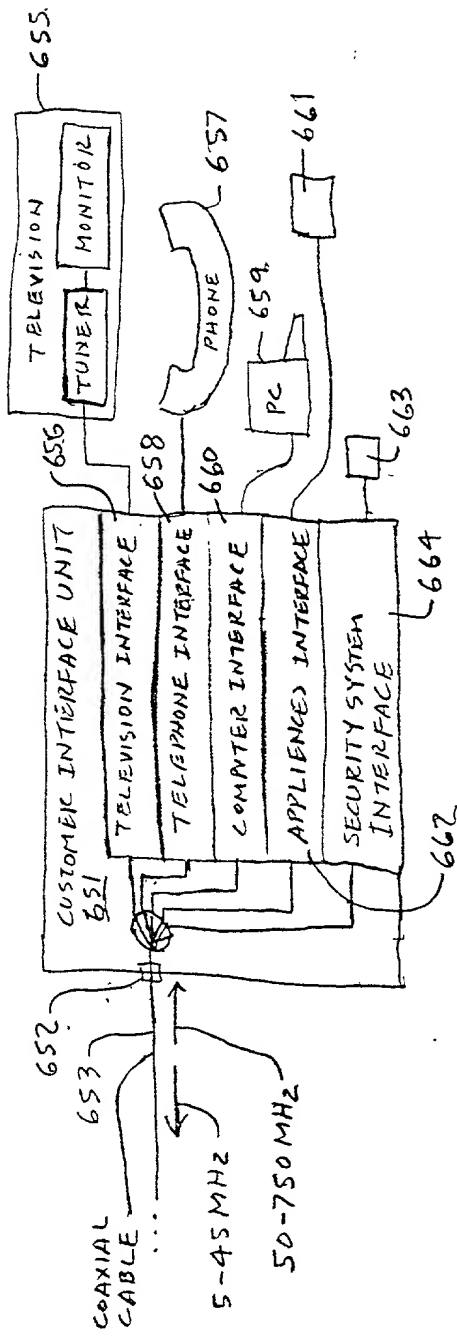 COAXIAL
CABLE
...
653
652
5-45 MHz
50-750 MHz
CUSTOMER INTERFACE UNIT
651
TELEVISION INTERFACE
TELEPHONE INTERFACE
COMPUTER INTERFACE
APPLIENCES INTERFACE
SECURITY SYSTEM
INTERFACE
662
664
656
658
660
TELEVISION
TUNER
MONITOR
655
PHONE
657
PC
659
661
663